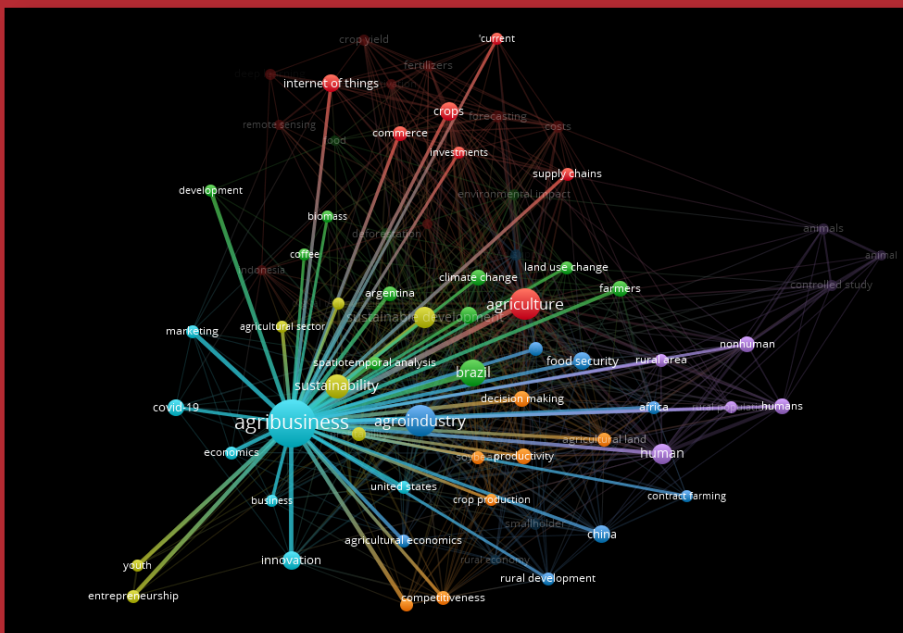 'current
crop yield
fertilizers
internet of things
crops
forecasting
remote sensing
commerce
costs
food
investments
supply chains
development
environmental impact
biomass
deforestation
animals
coffee
animal
indonesia
climate change
land use change
controlled study
argentina
farmers
agriculture
sustainable development
agricultural sector
marketing
nonhuman
spatiotemporal analysis
food security
rural area
brazil
sustainability
decision making
covid-19
africa
humans
agribusiness
agroindustry
agricultural land
economics
productivity
human
united states
contract farming
business
crop production
smallholder
china
agricultural economics
innovation
rural economy
youth
rural development
entrepreneurship
competitiveness